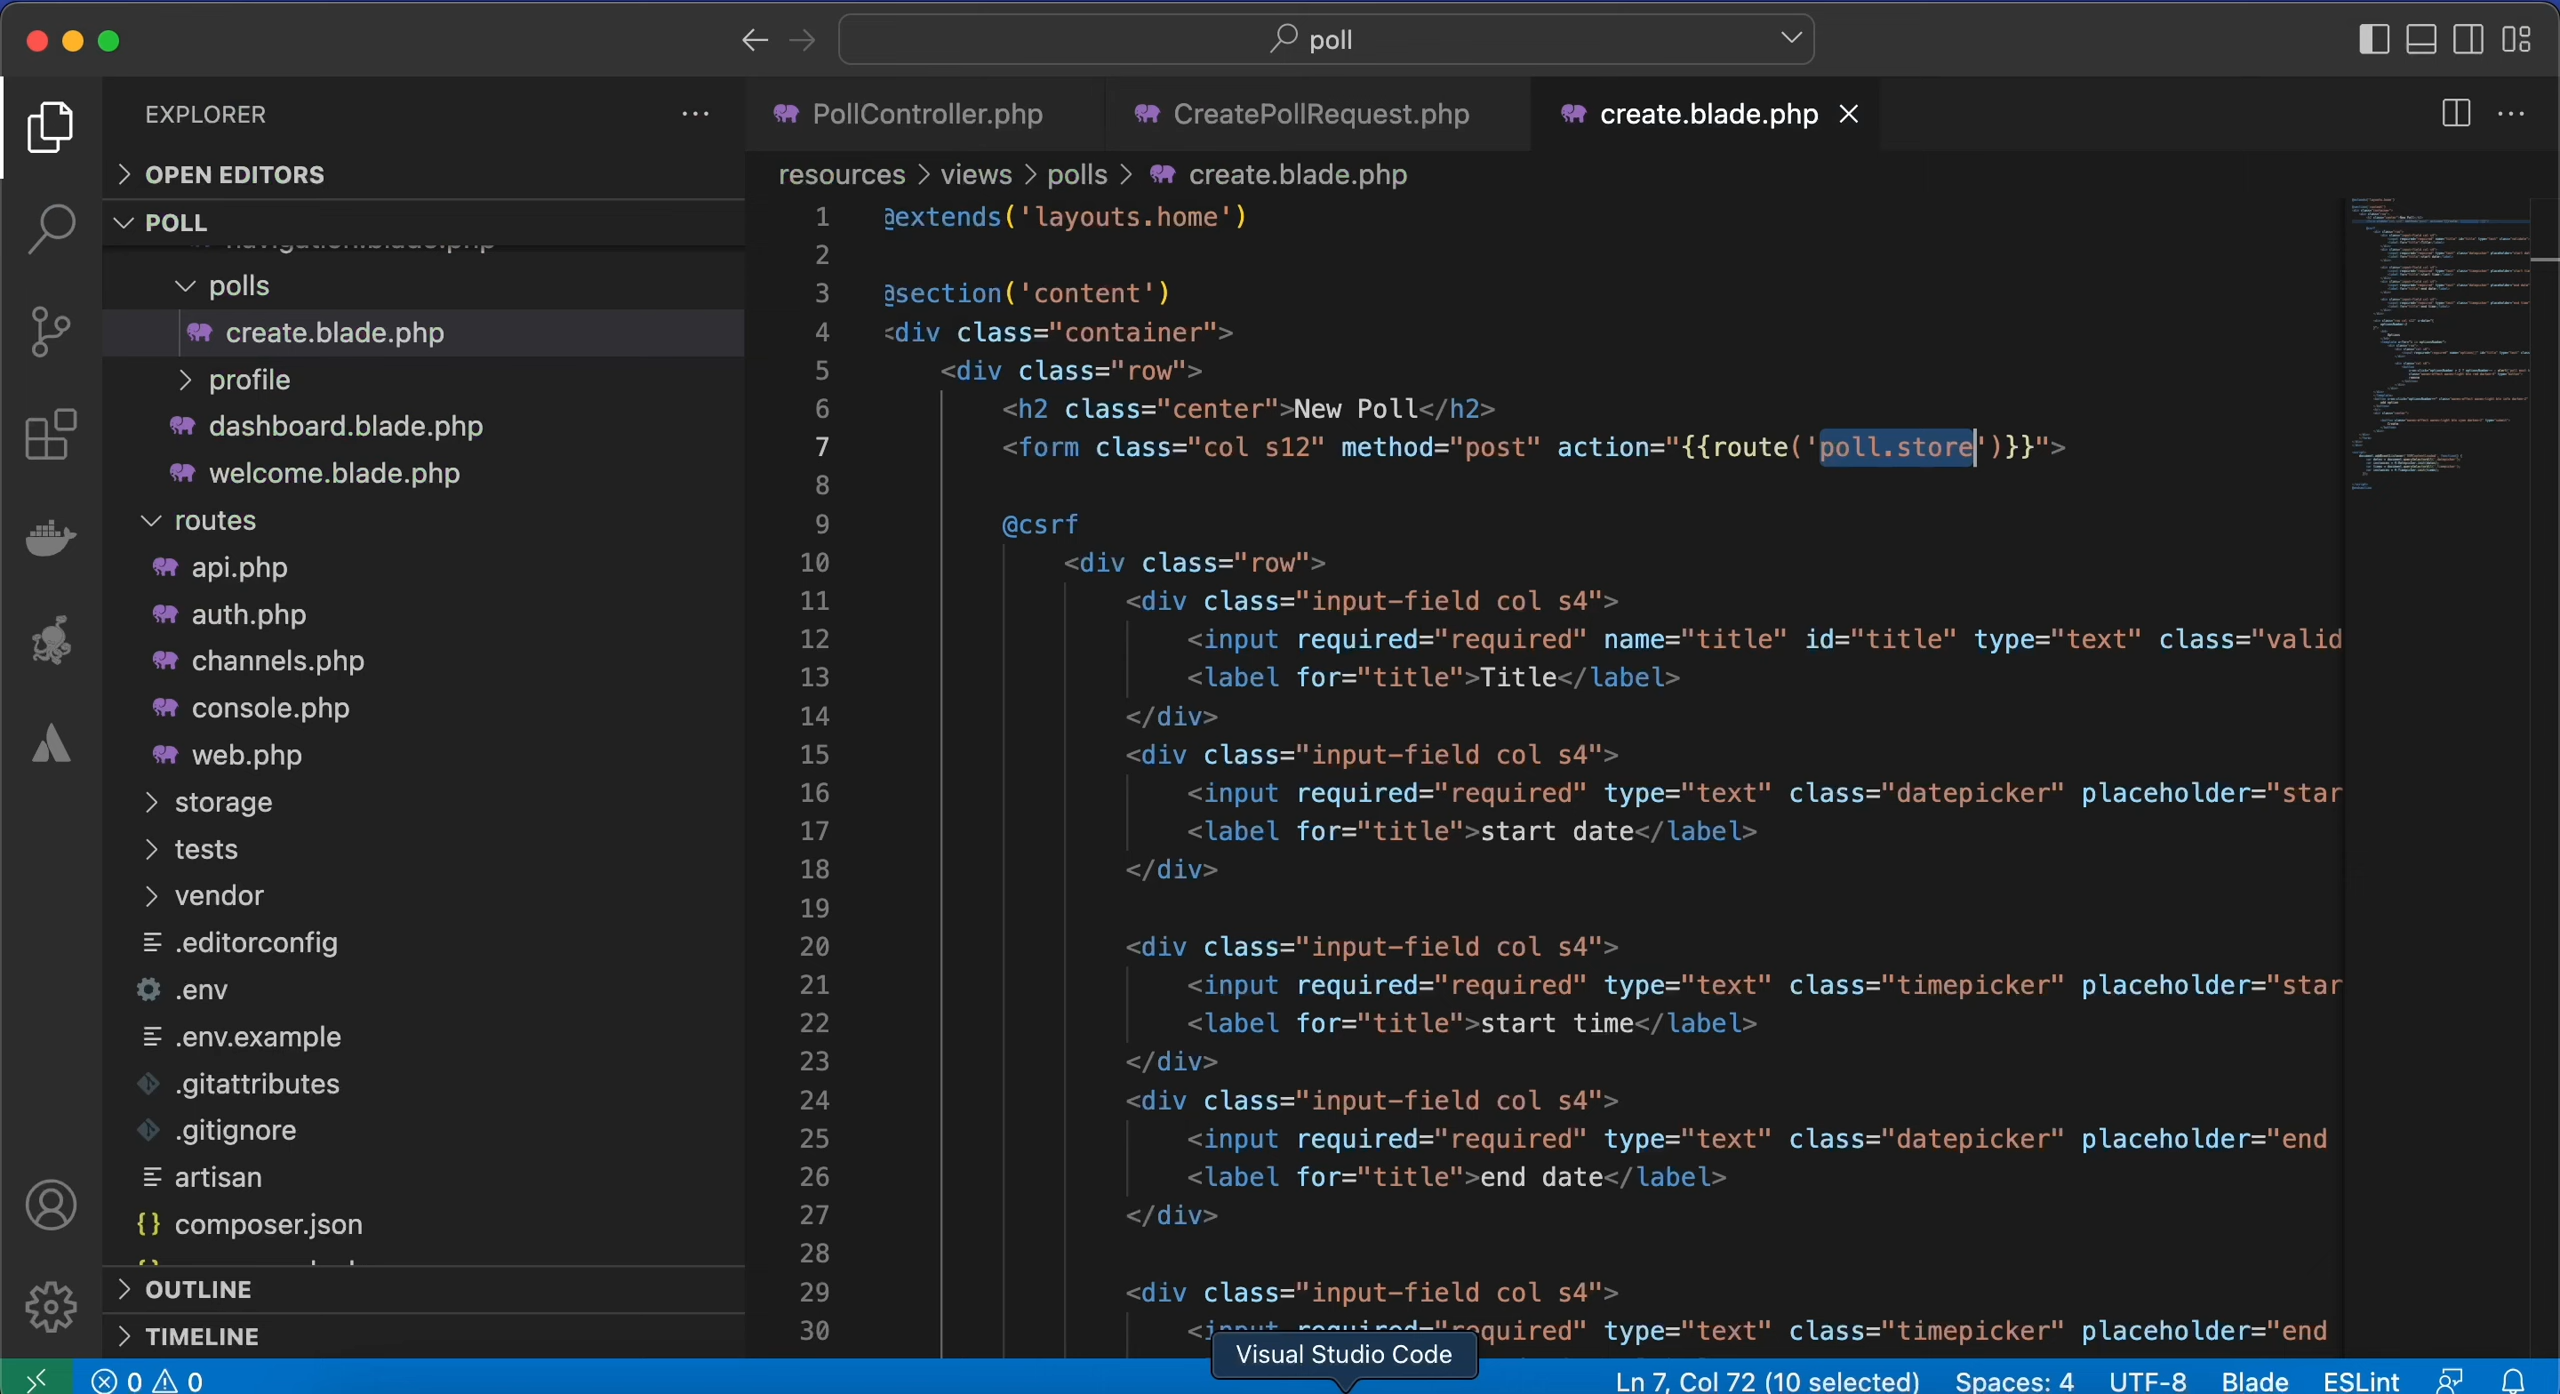 poll
EXPLORER
OPEN EDITORS
POLL
navigation.blade.php
polls
create.blade.php
profile
dashboard.blade.php
welcome.blade.php
routes
api.php
auth.php
channels.php
console.php
web.php
storage
tests
vendor
.editorconfig
.env
.env.example
.gitattributes
.gitignore
artisan
composer.json
OUTLINE
TIMELINE
PollController.php
CreatePollRequest.php
create.blade.php
resources > views > polls > create.blade.php
1 @extends('layouts.home')
2
3 @section('content')
4 <div class="container">
5 <div class="row">
6 <h2 class="center">New Poll</h2>
7 <form class="col s12" method="post" action="{{route('poll.store')}}">
8
9 @csrf
10 <div class="row">
11 <div class="input-field col s4">
12 <input required="required" name="title" id="title" type="text" class="valid
13 <label for="title">Title</label>
14 </div>
15 <div class="input-field col s4">
16 <input required="required" type="text" class="datepicker" placeholder="star
17 <label for="title">start date</label>
18 </div>
19
20 <div class="input-field col s4">
21 <input required="required" type="text" class="timepicker" placeholder="star
22 <label for="title">start time</label>
23 </div>
24 <div class="input-field col s4">
25 <input required="required" type="text" class="datepicker" placeholder="end
26 <label for="title">end date</label>
27 </div>
28
29 <div class="input-field col s4">
30 <input required="required" type="text" class="timepicker" placeholder="end
Visual Studio Code
0 0
Ln 7, Col 72 (10 selected) Spaces: 4 UTF-8 Blade ESLint